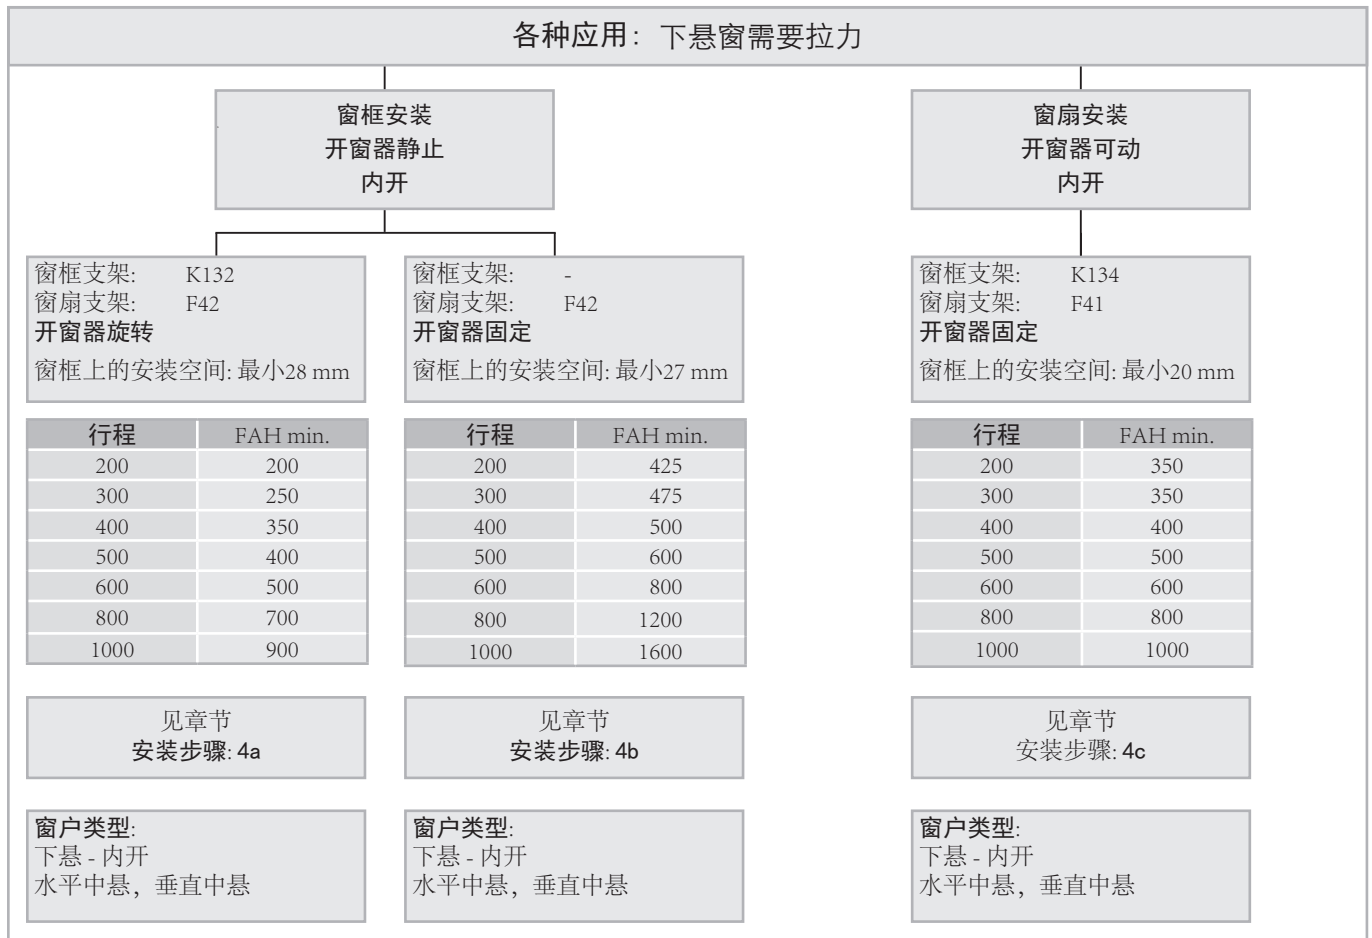 各种应用：下悬窗需要拉力
窗框安装
开窗器静止
内开
窗扇安装
开窗器可动
内开
窗框支架: K132
窗扇支架: F42
开窗器旋转
窗框上的安装空间: 最小28 mm
窗框支架: -
窗扇支架: F42
开窗器固定
窗框上的安装空间: 最小27 mm
窗框支架: K134
窗扇支架: F41
开窗器固定
窗框上的安装空间: 最小20 mm
行程 FAH min.
200 200
300 250
400 350
500 400
600 500
800 700
1000 900
行程 FAH min.
200 425
300 475
400 500
500 600
600 800
800 1200
1000 1600
行程 FAH min.
200 350
300 350
400 400
500 500
600 600
800 800
1000 1000
见章节
安装步骤: 4a
见章节
安装步骤: 4b
见章节
安装步骤: 4c
窗户类型:
下悬 - 内开
水平中悬，垂直中悬
窗户类型:
下悬 - 内开
水平中悬，垂直中悬
窗户类型:
下悬 - 内开
水平中悬，垂直中悬